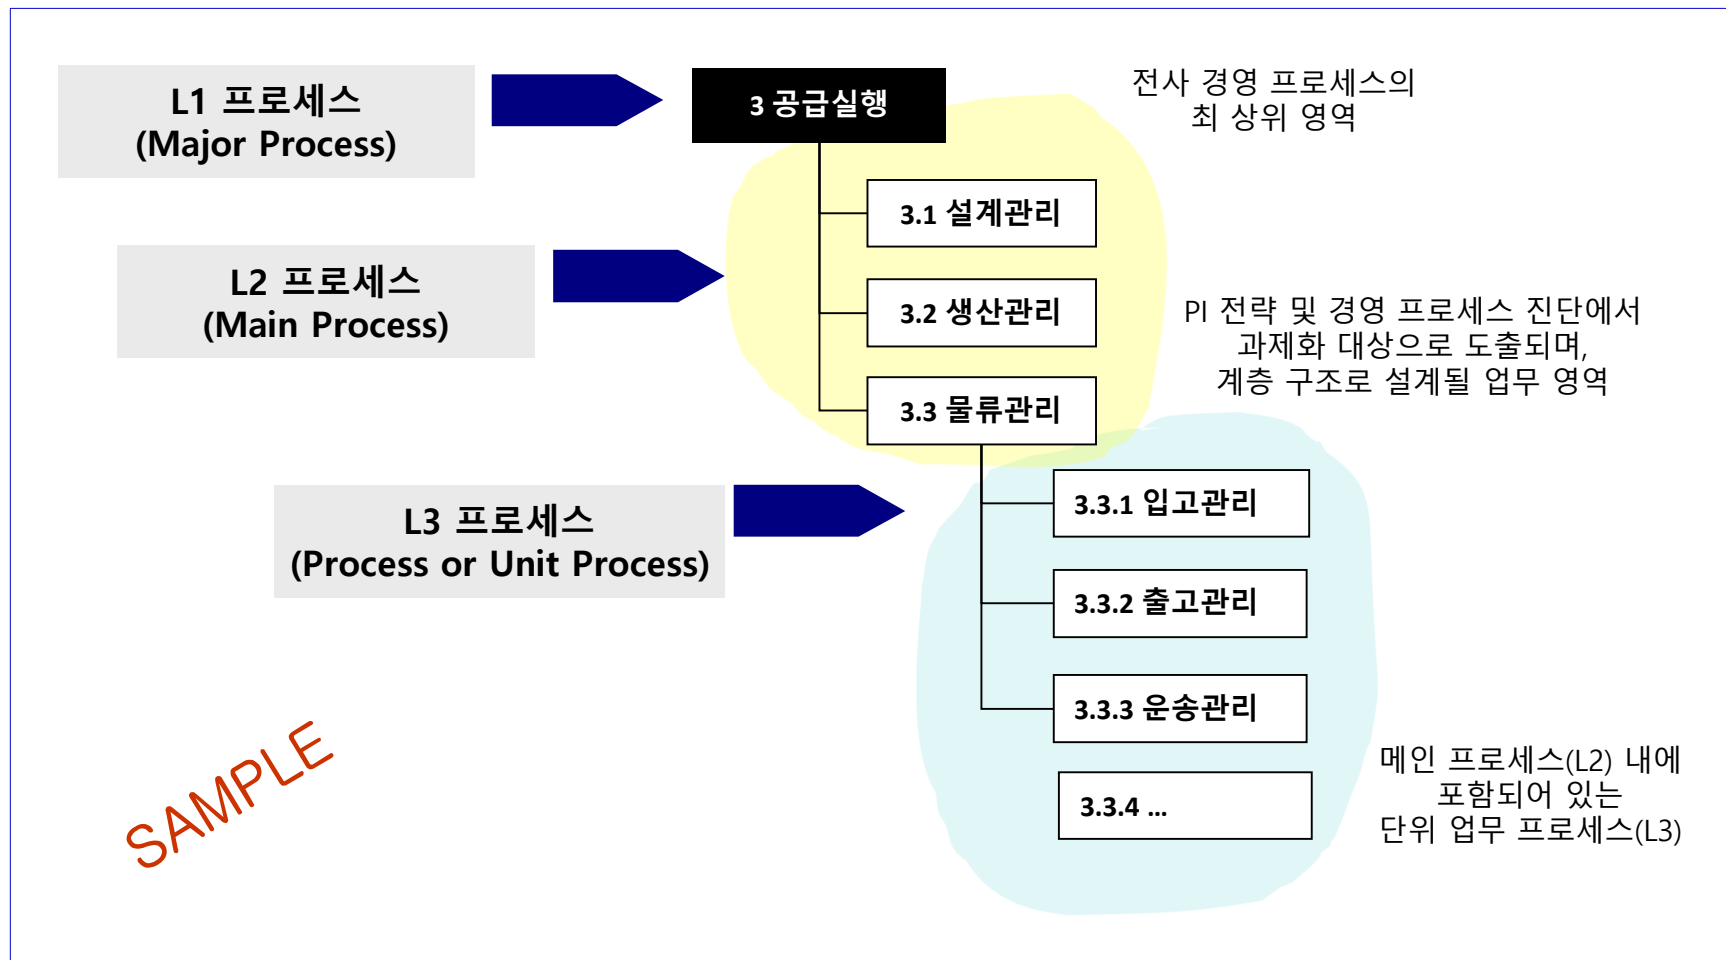 L1 프로세스
(Major Process)
3 공급실행
전사 경영 프로세스의
최 상위 영역
3.1 설계관리
L2 프로세스
(Main Process)
3.2 생산관리
PI 전략 및 경영 프로세스 진단에서
과제화 대상으로 도출되며,
계층 구조로 설계될 업무 영역
3.3 물류관리
L3 프로세스
(Process or Unit Process)
3.3.1 입고관리
3.3.2 출고관리
3.3.3 운송관리
3.3.4 ...
메인 프로세스(L2) 내에
포함되어 있는
단위 업무 프로세스(L3)
SAMPLE